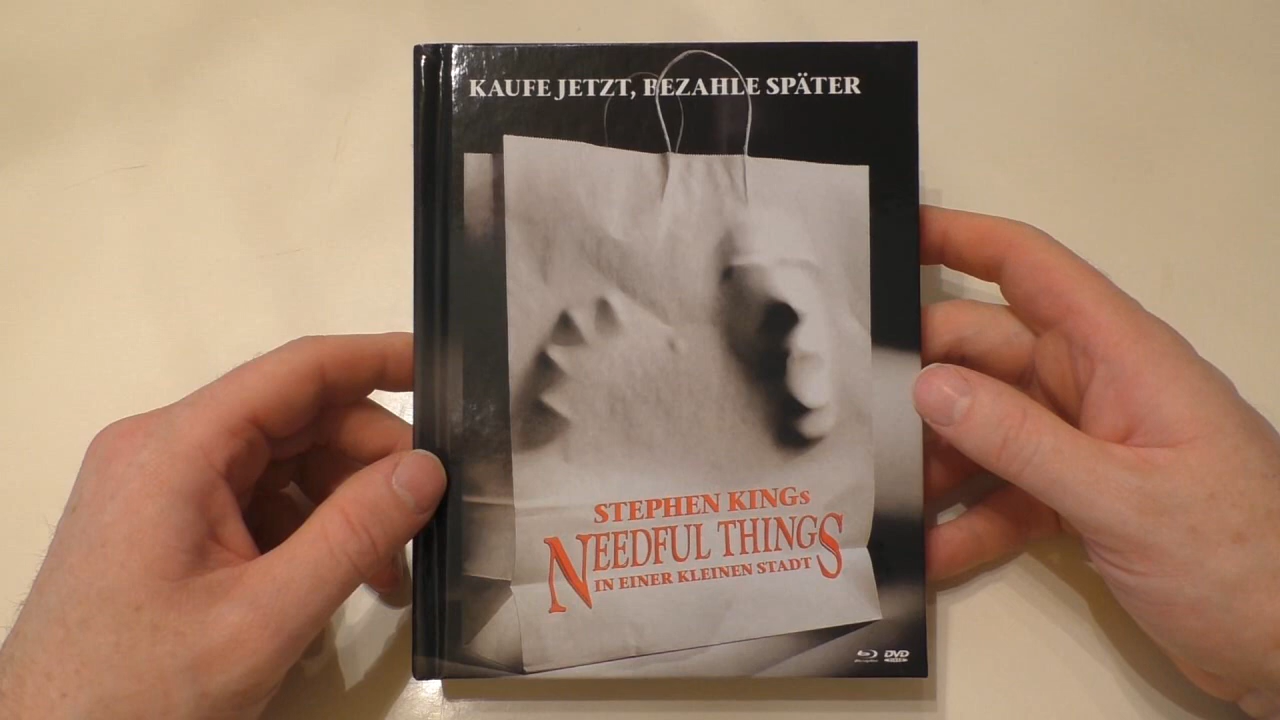 KAUFE JETZT, BEZAHLE SPÄTER
STEPHEN KINGs
NEEDFUL THINGS
IN EINER KLEINEN STADT
DVD